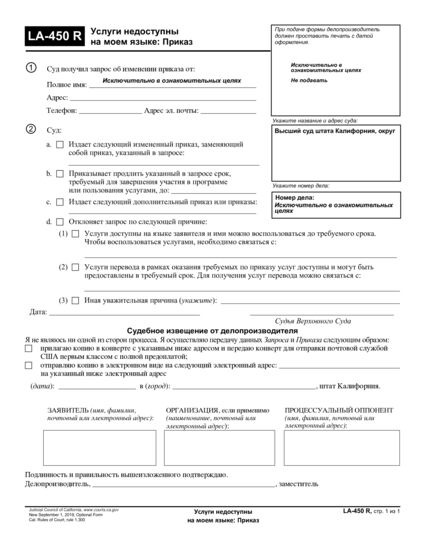 LA-450 R
Услуги недоступны
на моем языке: Приказ
При подаче формы делопроизводитель
должен проставить печать с датой
оформления.
Исключительно в
ознакомительных целях
Не подавать
1 Суд получил запрос об изменении приказа от:
Полное имя: Исключительно в ознакомительных целях
Адрес:
Телефон: Адрес эл. почты:
Укажите название и адрес суда:
Высший суд штата Калифорния, округ
2 Суд:
a. Издает следующий измененный приказ, заменяющий
собой приказ, указанный в запросе:
b. Приказывает продлить указанный в запросе срок,
требуемый для завершения участия в программе
или пользования услугами, до:
Укажите номер дела:
Номер дела:
Исключительно в ознакомительных
целях
c. Издает следующий дополнительный приказ или приказы:
d. Отклоняет запрос по следующей причине:
(1) Услуги доступны на языке заявителя и ими можно воспользоваться до требуемого срока.
Чтобы воспользоваться услугами, необходимо связаться с:
(2) Услуги перевода в рамках оказания требуемых по приказу услуг доступны и могут быть
предоставлены в требуемый срок. Для получения услуг перевода можно связаться с:
(3) Иная уважительная причина (укажите):
Дата:
Судья Верховного Суда
Судебное извещение от делопроизводителя
Я не являюсь ни одной из сторон процесса. Я осуществляю передачу данных Запроса и Приказа следующим образом:
прилагаю копию в конверте с указанным ниже адресом и передаю конверт для отправки почтовой службой
США первым классом с полной предоплатой;
отправляю копию в электронном виде на следующий электронный адрес:
на указанный ниже электронный адрес
(дата): в (город): , штат Калифорния.
ЗАЯВИТЕЛЬ (имя, фамилия,
почтовый или электронный адрес):
ОРГАНИЗАЦИЯ, если применимо
(наименование, почтовый или
электронный адрес):
ПРОЦЕССУАЛЬНЫЙ ОППОНЕНТ
(имя, фамилия, почтовый или
электронный адрес):
Подлинность и правильность вышеизложенного подтверждаю.
Делопроизводитель, , заместитель
Judicial Council of California, www.courts.ca.gov
New September 1, 2019, Optional Form
Cal. Rules of Court, rule 1.300
Услуги недоступны
на моем языке: Приказ
LA-450 R, стр. 1 из 1